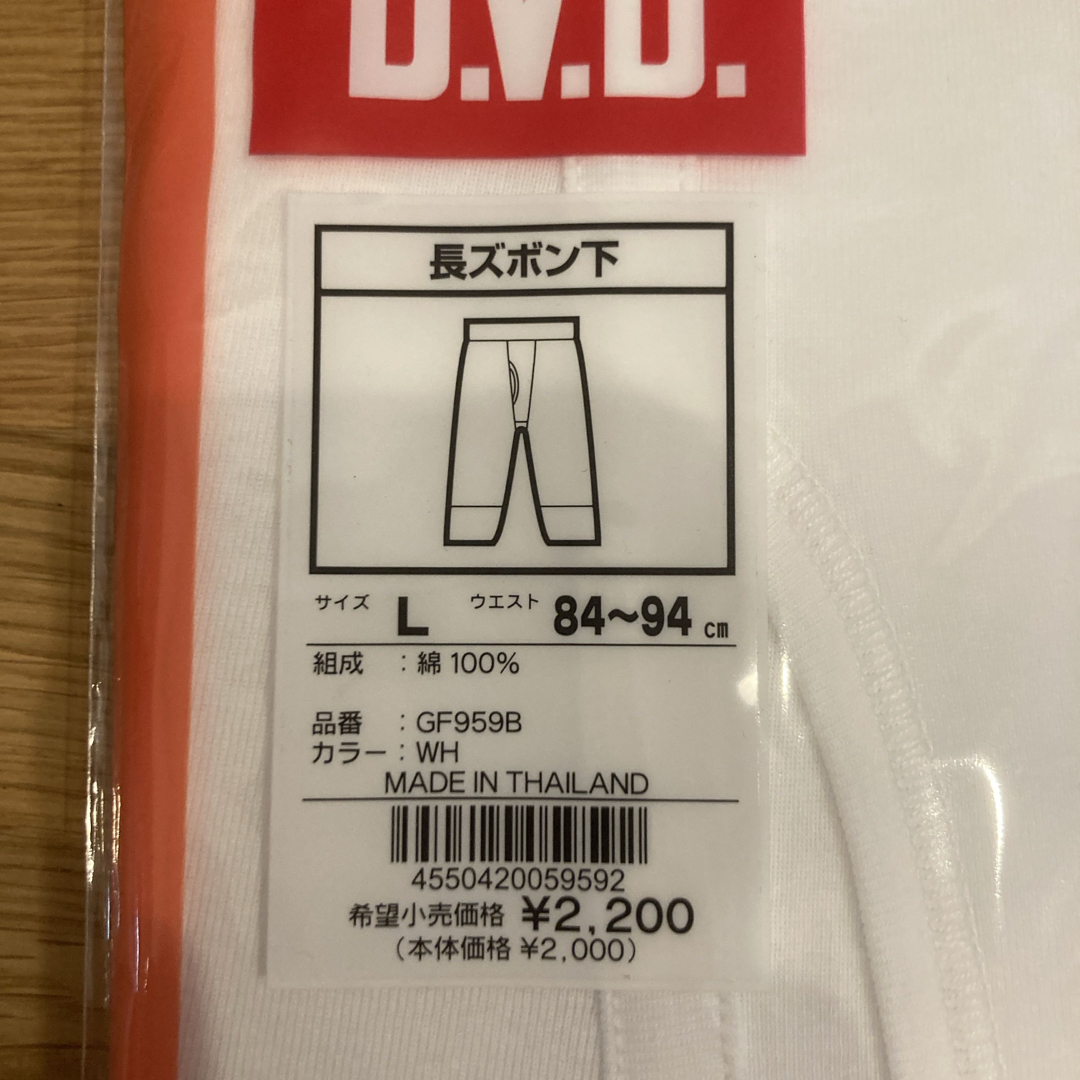 B.V.D.
長ズボン下
サイズ L ウエスト 84〜94 cm
組成 : 綿 100%
品番 : GF959B
カラー : WH
MADE IN THAILAND
4550420059592
希望小売価格 ¥2,200
(本体価格 ¥2,000)